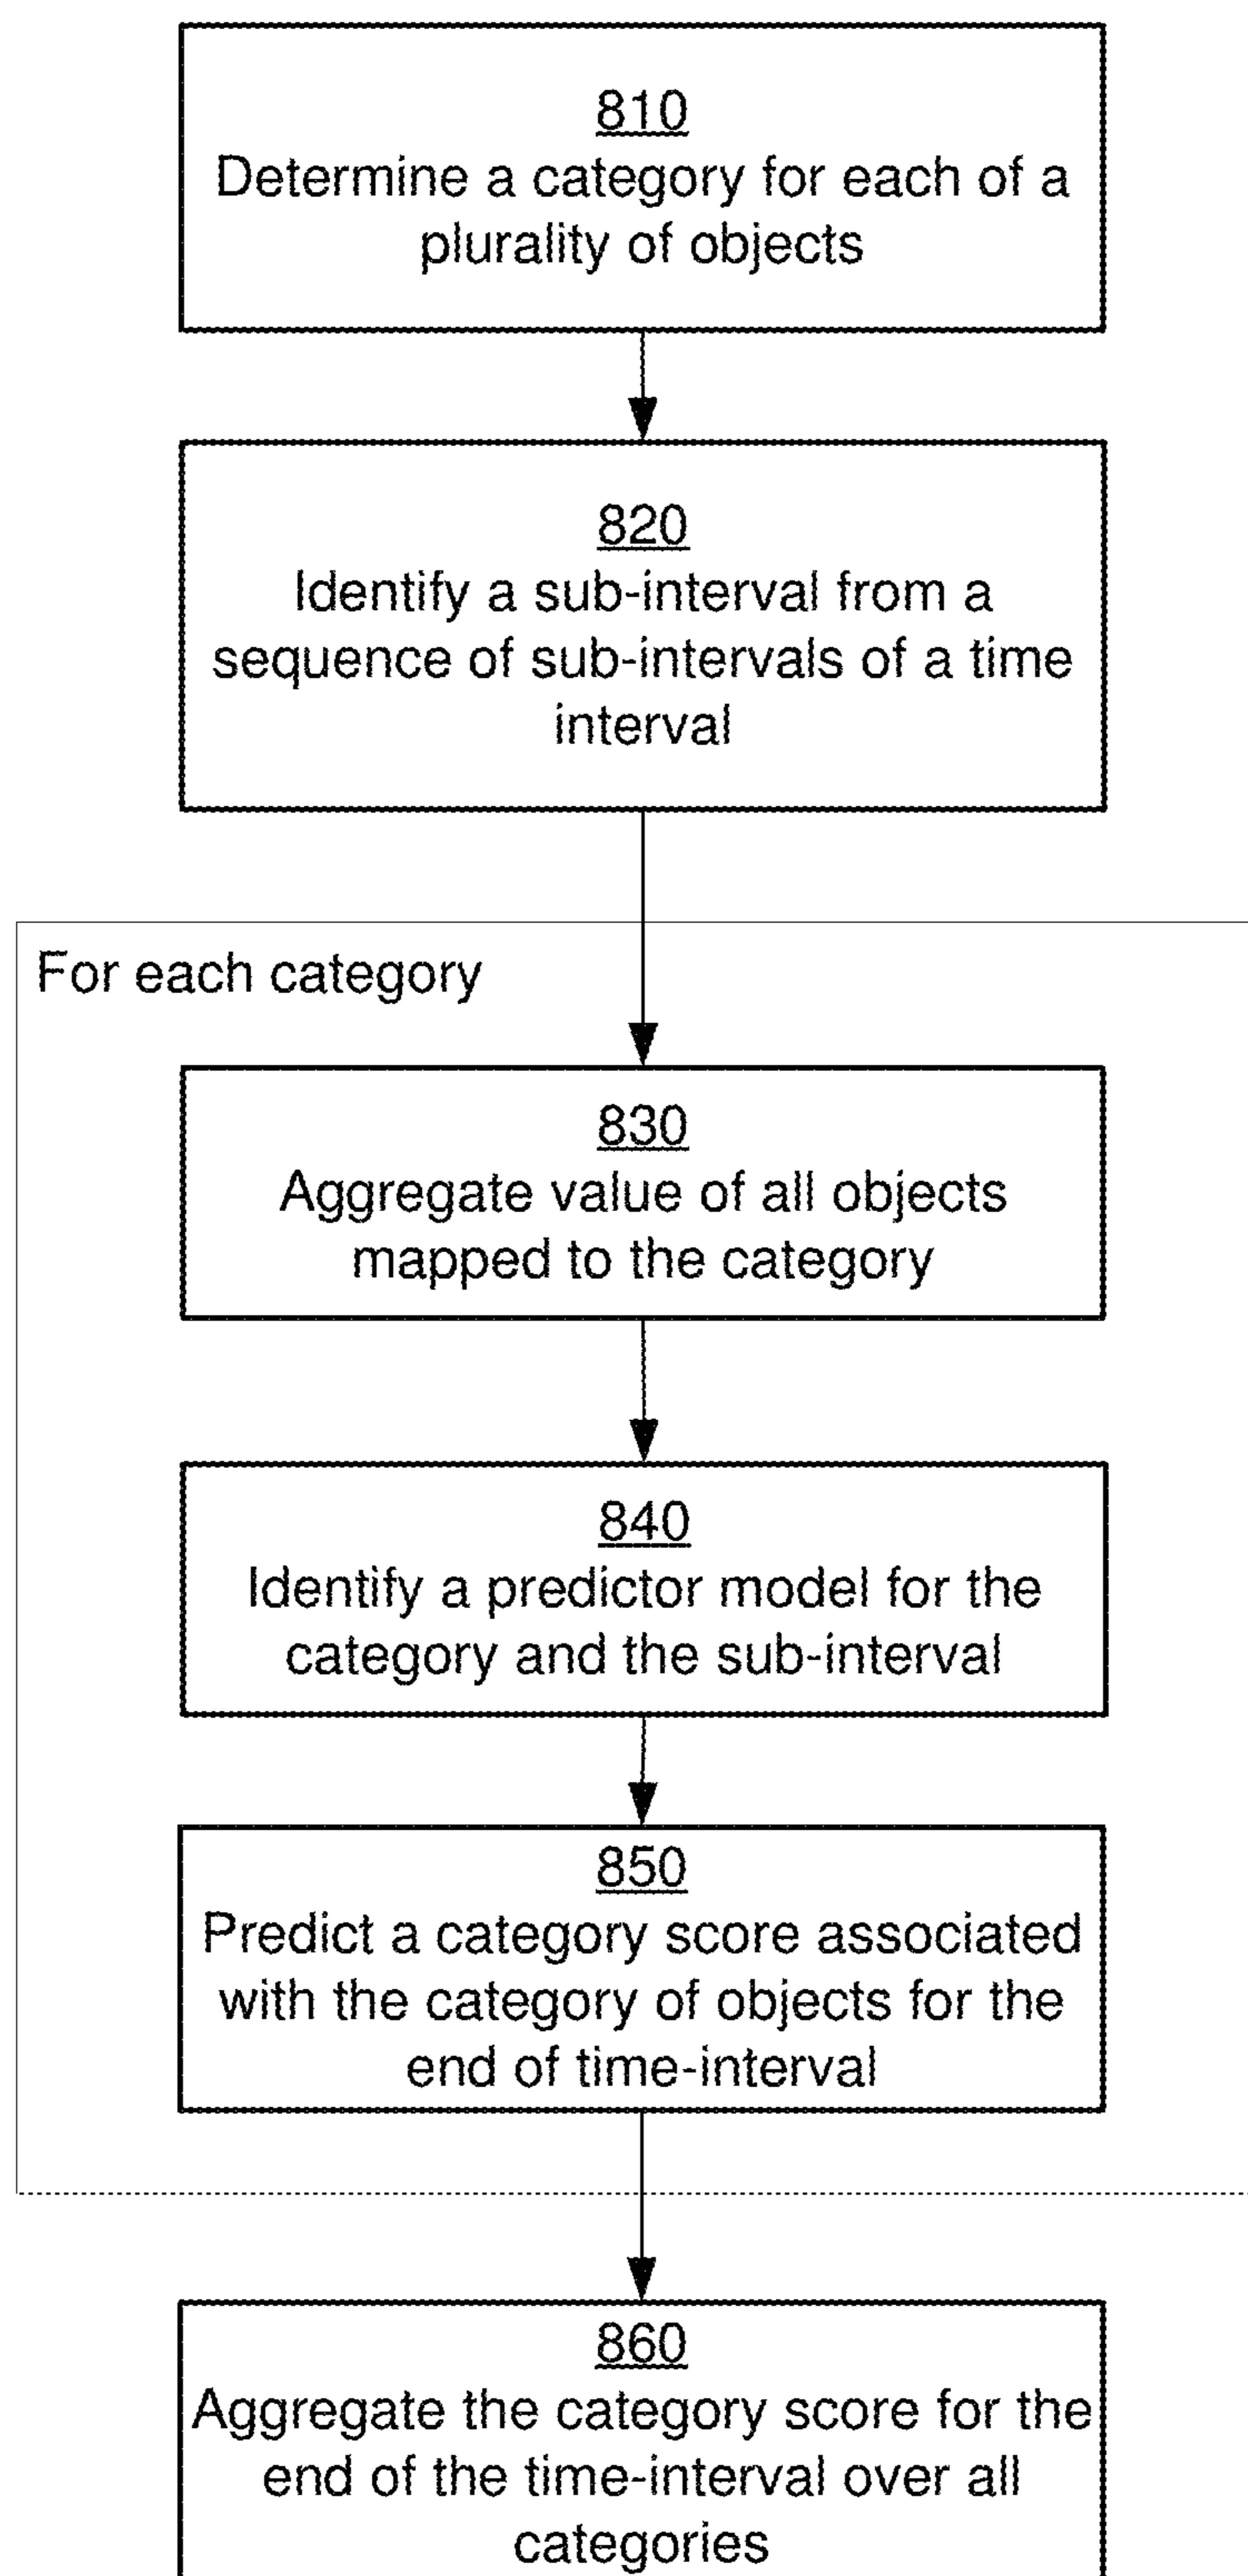 810
Determine a category for each of a
plurality of objects
820
Identify a sub-interval from a
sequence of sub-intervals of a time
interval
For each category
830
Aggregate value of all objects
mapped to the category
840
Identify a predictor model for the
category and the sub-interval
850
Predict a category score associated
with the category of objects for the
end of time-interval
860
Aggregate the category score for the
end of the time-interval over all
categories